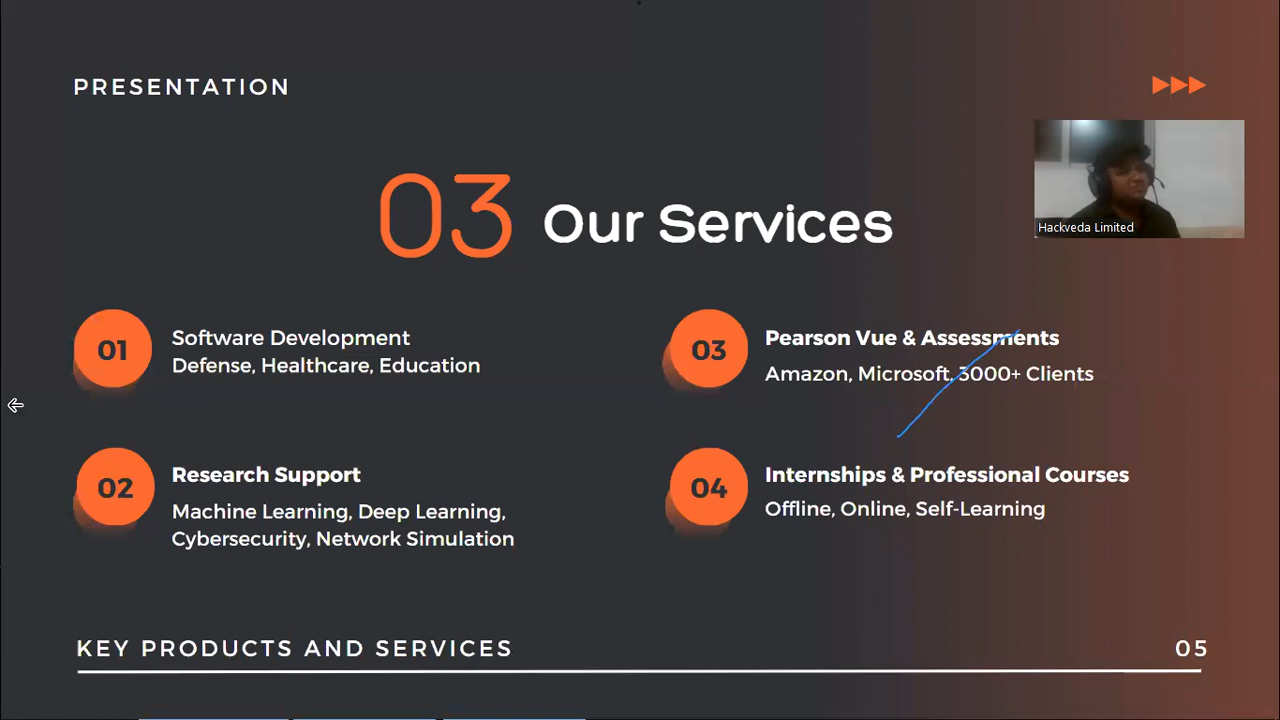 PRESENTATION
Hackveda Limited
03 Our Services
01
Software Development
Defense, Healthcare, Education
02
Research Support
Machine Learning, Deep Learning,
Cybersecurity, Network Simulation
03
Pearson Vue & Assessments
Amazon, Microsoft, 3000+ Clients
04
Internships & Professional Courses
Offline, Online, Self-Learning
KEY PRODUCTS AND SERVICES
05